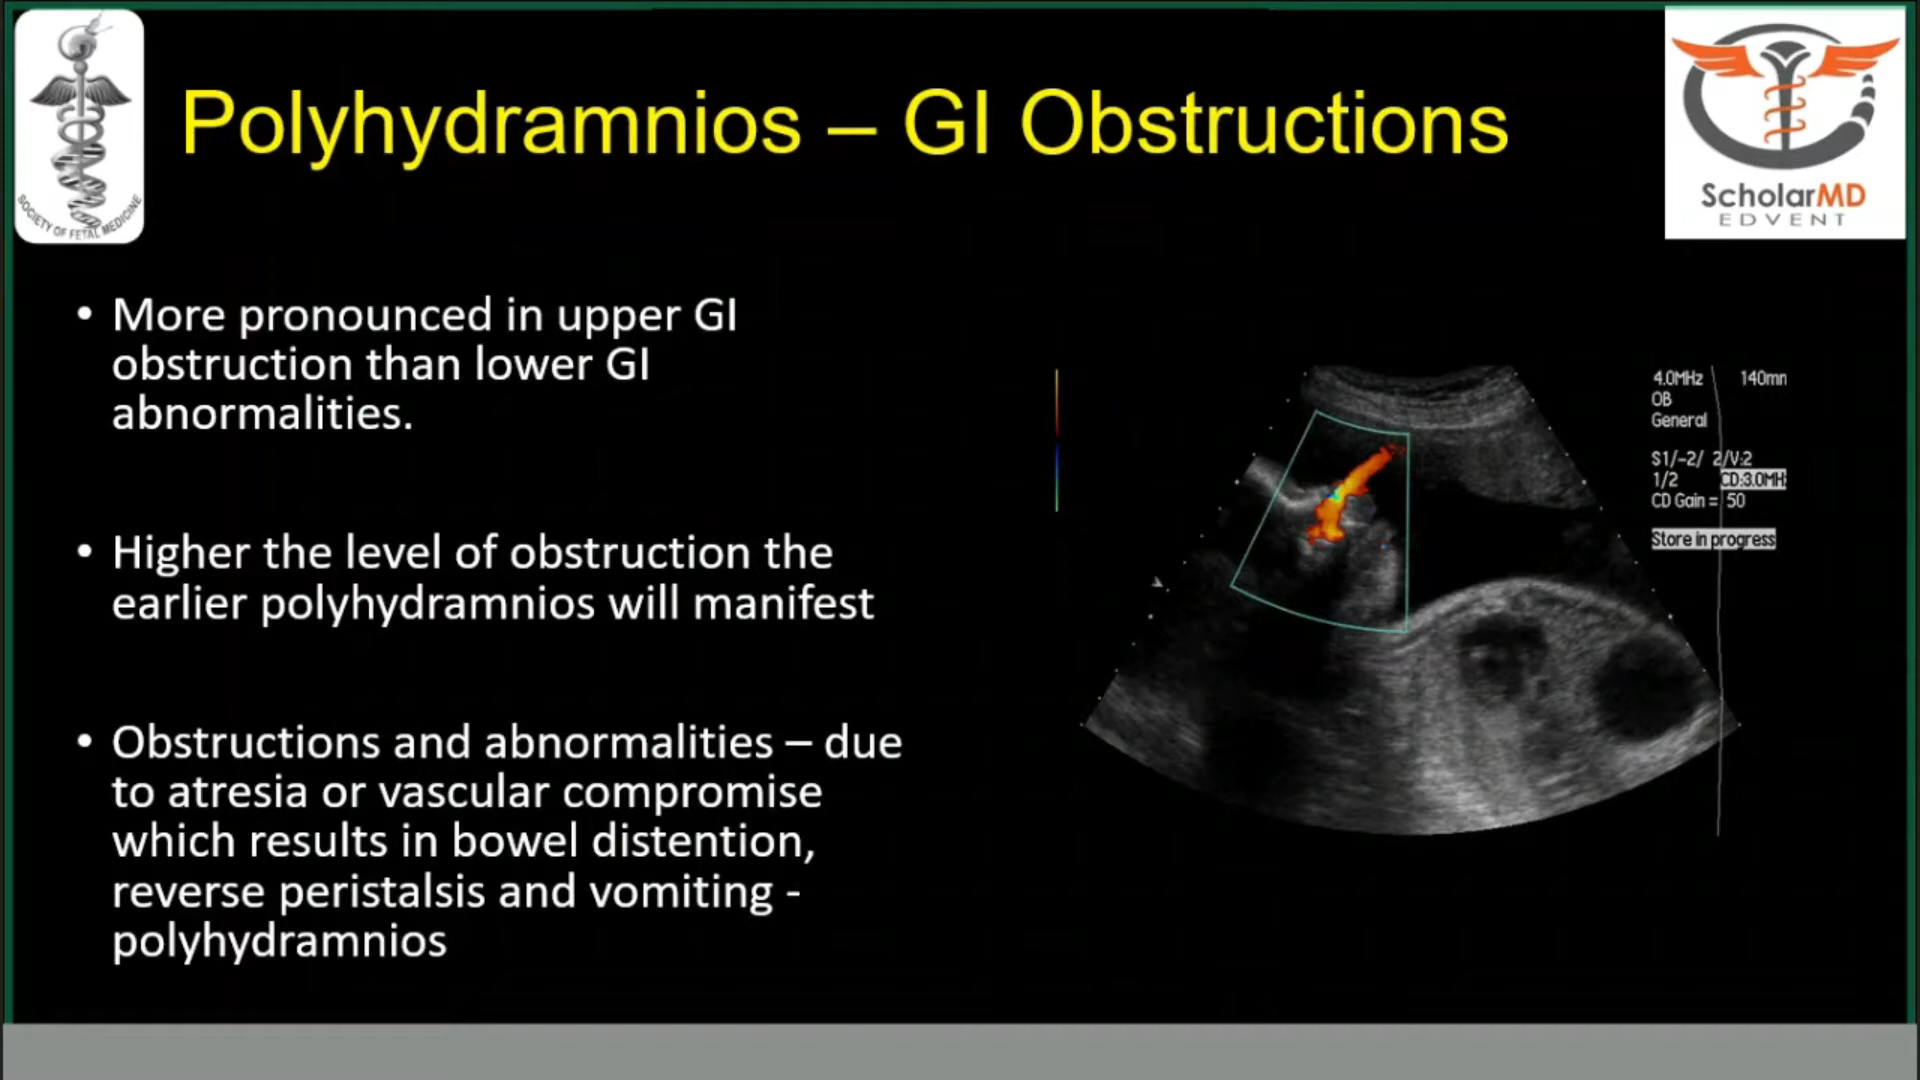 SOCIETY OF FETAL MEDICINE
Polyhydramnios – GI Obstructions
ScholarMD
EDVENT
• More pronounced in upper GI
obstruction than lower GI
abnormalities.
• Higher the level of obstruction the
earlier polyhydramnios will manifest
• Obstructions and abnormalities – due
to atresia or vascular compromise
which results in bowel distention,
reverse peristalsis and vomiting -
polyhydramnios
4.0MHz 140mm
OB
General
S1/-2/ 2/V:2
1/2 CD:3.0MH
CD Gain = 50
Store in progress